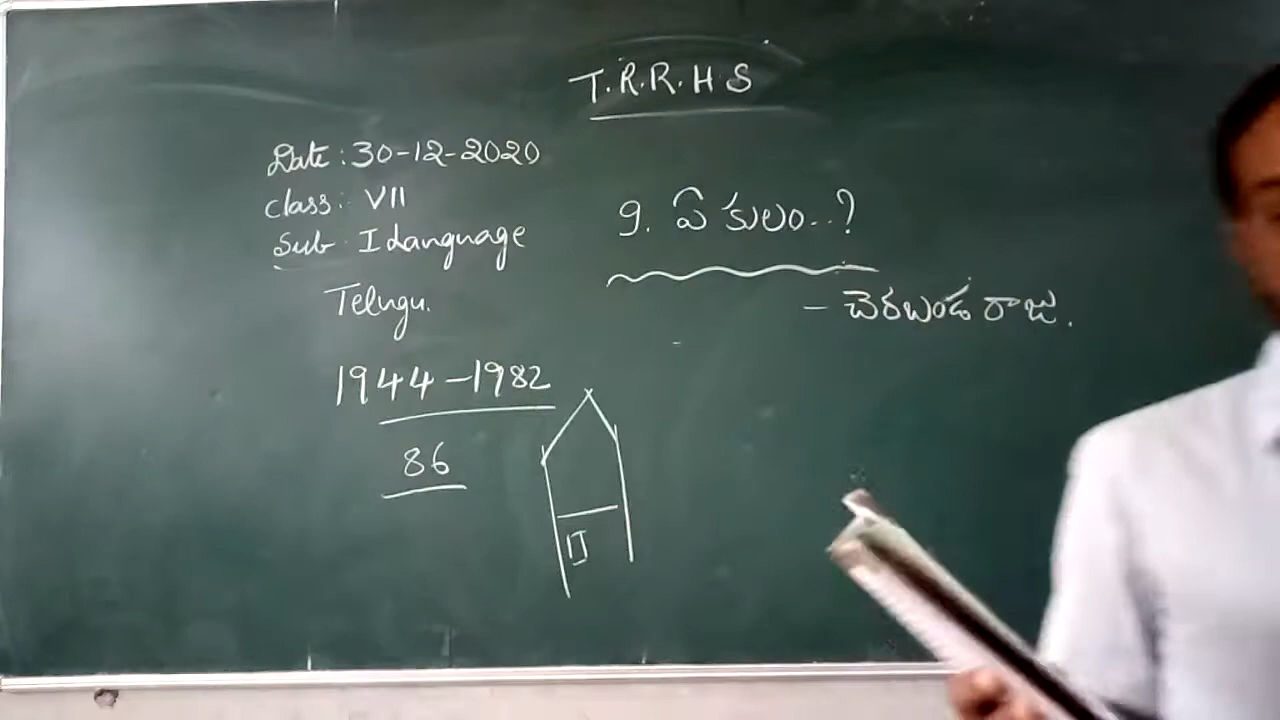 T.R.R.H.S
Date : 30-12-2020
class: VII
Sub : I Language
Telugu.
9. ఏ కులం..?
- చెరబండ రాజు.
1944 - 1982
86